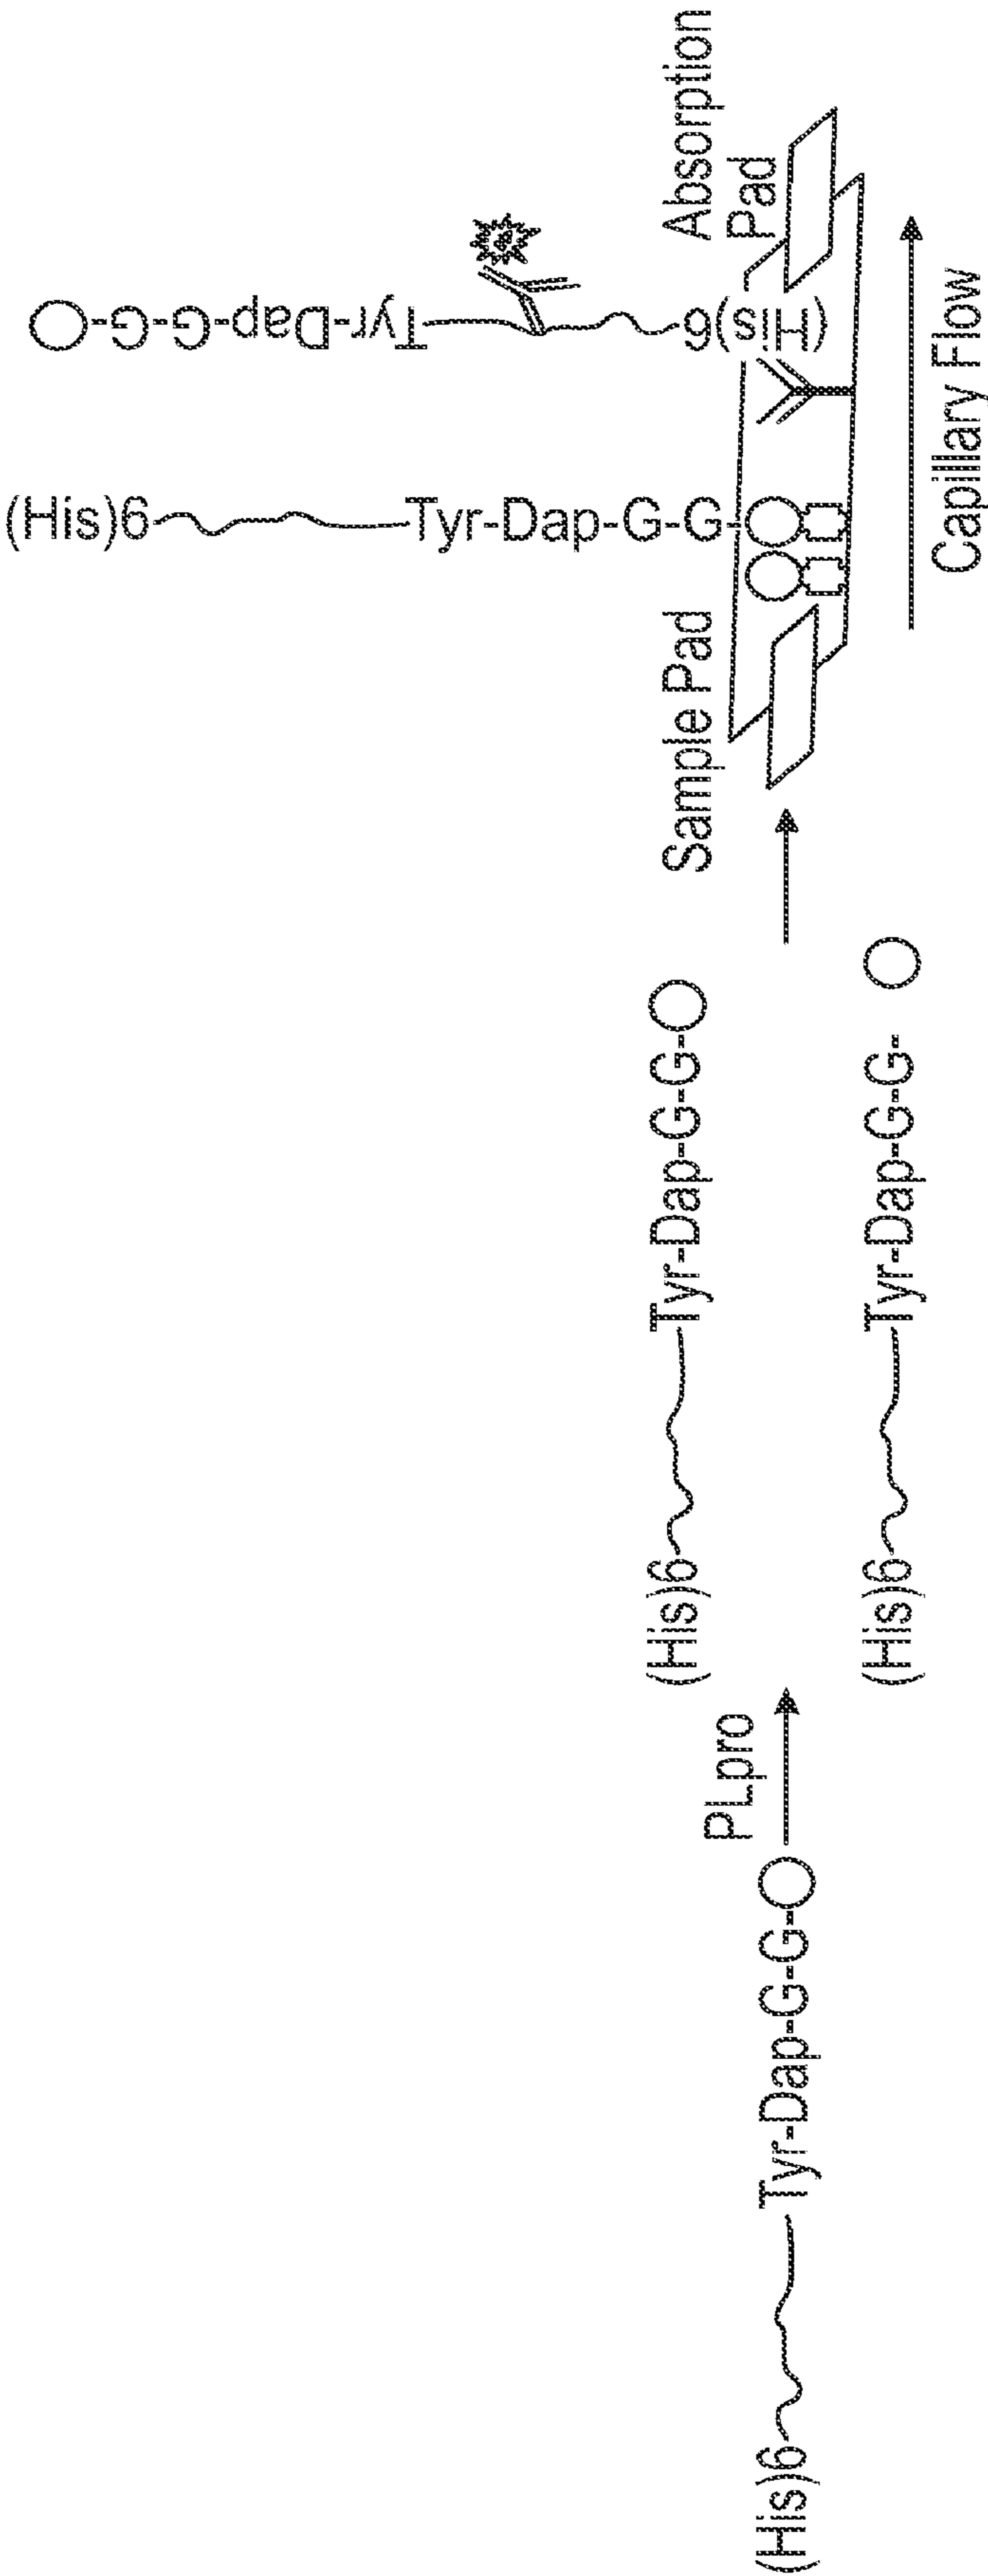 (His)6
Tyr-Dap-G-G-
PLpro
(His)6
Tyr-Dap-G-G-
(His)6
Tyr-Dap-G-G-
Sample Pad
(His)6
Tyr-Dap-G-G-
Tyr-Dap-G-G-
(His)6
Absorption
Pad
Capillary Flow